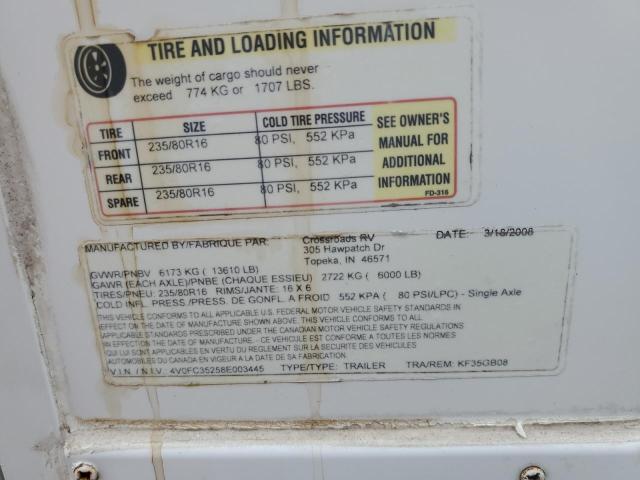 TIRE AND LOADING INFORMATION
The weight of cargo should never
exceed 774 KG or 1707 LBS.
TIRE SIZE COLD TIRE PRESSURE
FRONT 235/80R16 80 PSI, 552 KPa
REAR 235/80R16 80 PSI, 552 KPa
SPARE 235/80R16 80 PSI, 552 KPa
SEE OWNER'S
MANUAL FOR
ADDITIONAL
INFORMATION
FD-316
MANUFACTURED BY/FABRIQUE PAR: Crossroads RV DATE: 3/18/2008
305 Hawpatch Dr
Topeka, IN 46571
GVWR/PNBV 6173 KG ( 13610 LB)
GAWR (EACH AXLE)/PNBE (CHAQUE ESSIEU) 2722 KG ( 6000 LB)
TIRES/PNEU: 235/80R16 RIMS/JANTE: 16 X 6
COLD INFL. PRESS./PRESS. DE GONFL. A FROID 552 KPA ( 80 PSI/LPC) - Single Axle
THIS VEHICLE CONFORMS TO ALL APPLICABLE U.S. FEDERAL MOTOR VEHICLE SAFETY STANDARDS IN
EFFECT ON THE DATE OF MANUFACTURE SHOWN ABOVE. THIS VEHICLE CONFORMS TO ALL
APPLICABLE STANDARDS PRESCRIBED UNDER THE CANADIAN MOTOR VEHICLE SAFETY REGULATIONS
IN EFFECT ON THE DATE OF MANUFACTURE. CE VEHICULE EST CONFORME A TOUTES LES NORMES
QUI LUI SONT APPLICABLES EN VERTU DU REGLEMENT SUR LA SECURITE DES VEHICULES
AUTOMOBILES DU CANADA EN VIGEUR A LA DATE DE SA FABRICATION.
V.I.N. / N.I.V.: 4V0FC35258E003445 TYPE/TYPE: TRAILER TRA/REM: KF35GB08